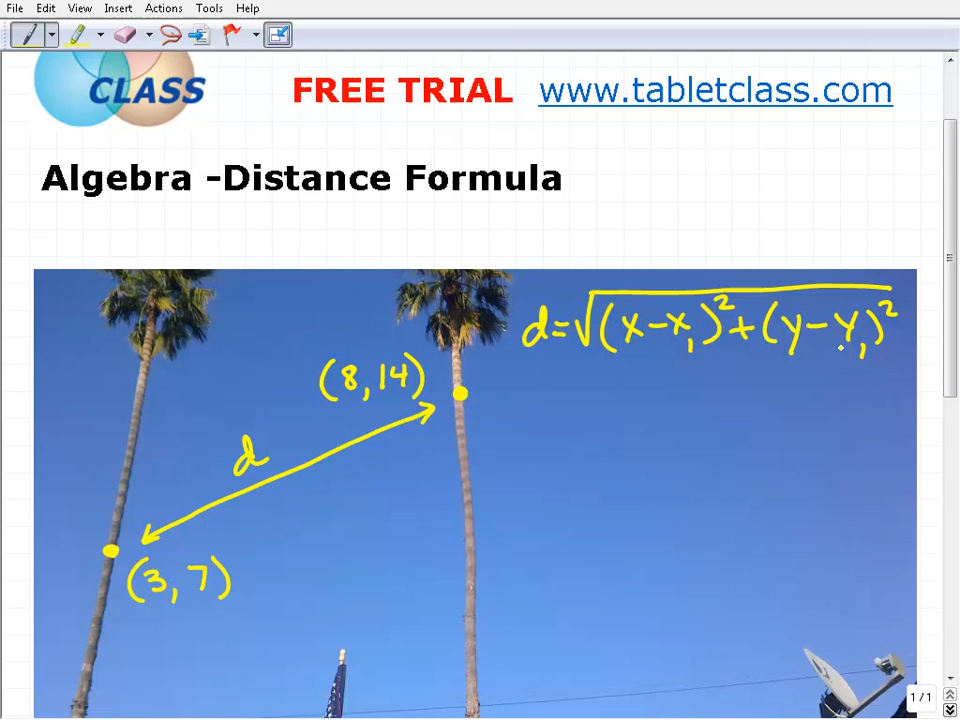 File Edit View Insert Actions Tools Help
CLASS
FREE TRIAL www.tabletclass.com
Algebra -Distance Formula
d=√(x-x₁)²+(y-y₁)²
(8,14)
d
(3,7)
1/1